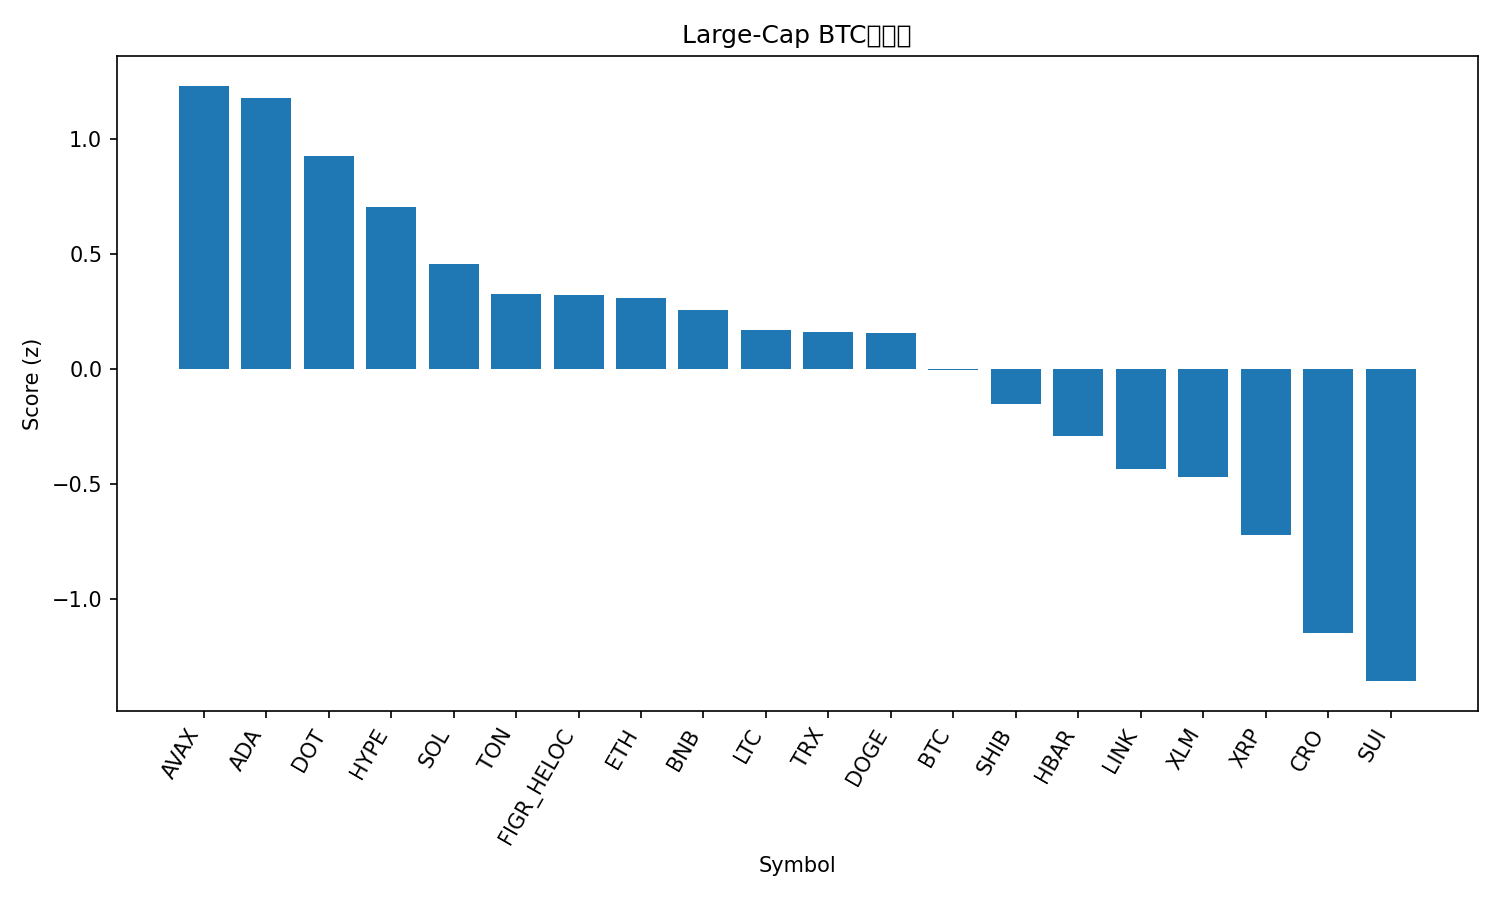 Large-Cap BTC
1.0
0.5
0.0
−0.5
−1.0
Score (z)
AVAX
ADA
DOT
HYPE
SOL
TON
FIGR_HELOC
ETH
BNB
LTC
TRX
DOGE
BTC
SHIB
HBAR
LINK
XLM
XRP
CRO
SUI
Symbol